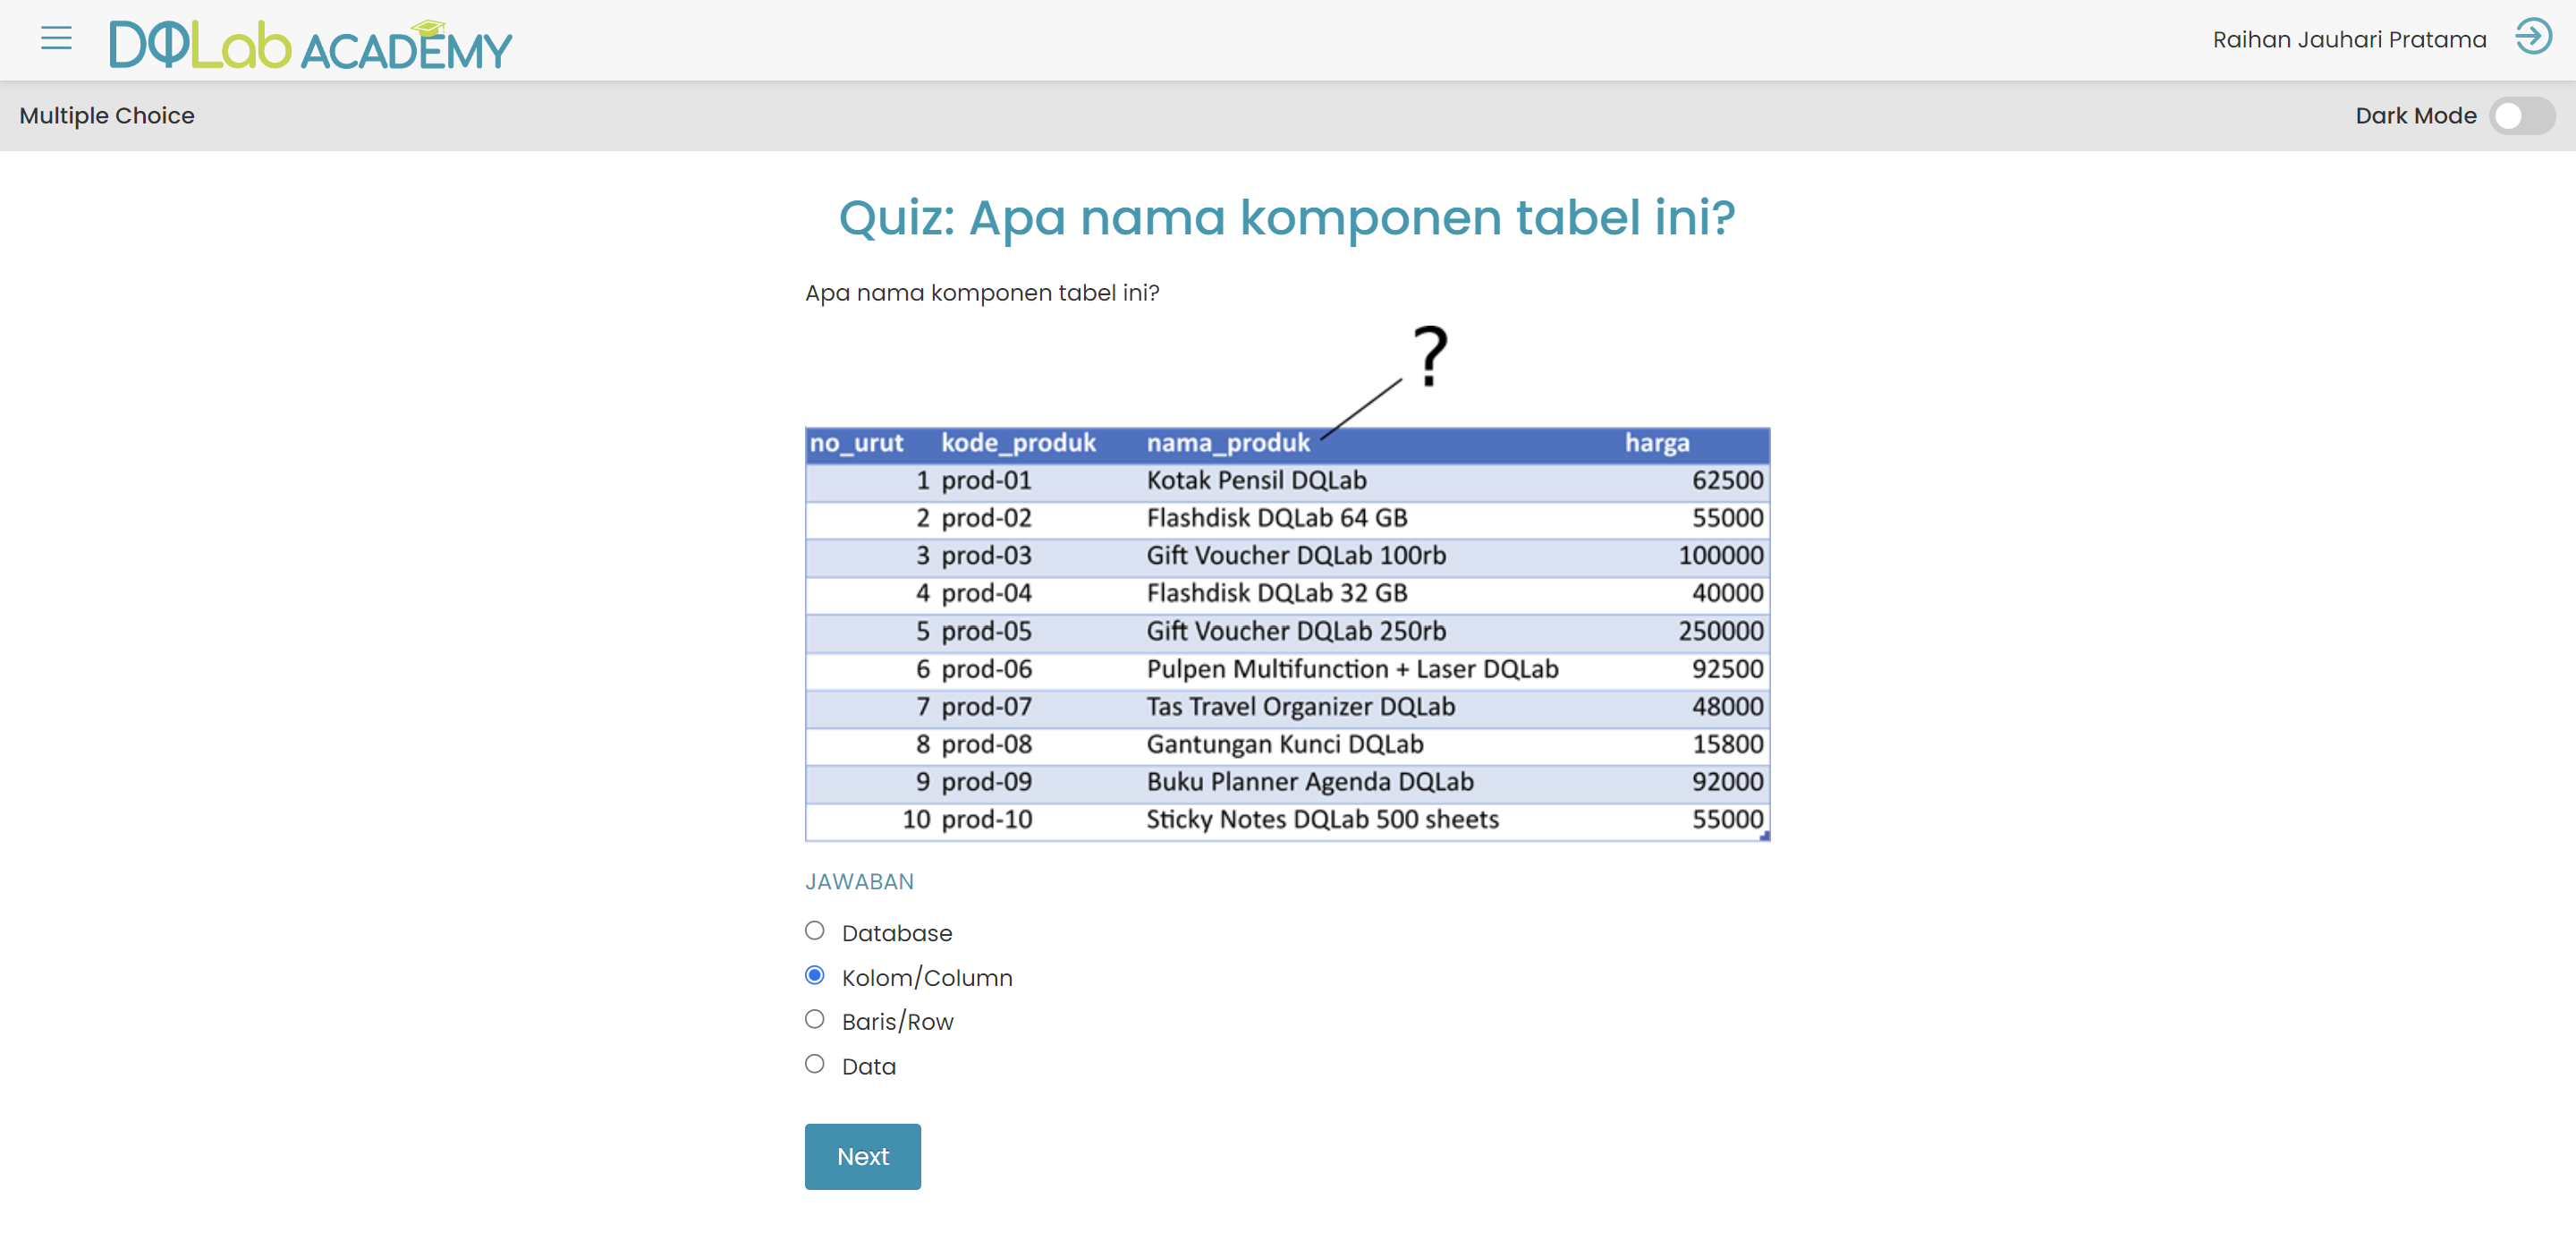 DQLab ACADEMY
Raihan Jauhari Pratama
Multiple Choice
Dark Mode
Quiz: Apa nama komponen tabel ini?
Apa nama komponen tabel ini?
?
no_urut kode_produk nama_produk harga
1 prod-01 Kotak Pensil DQLab 62500
2 prod-02 Flashdisk DQLab 64 GB 55000
3 prod-03 Gift Voucher DQLab 100rb 100000
4 prod-04 Flashdisk DQLab 32 GB 40000
5 prod-05 Gift Voucher DQLab 250rb 250000
6 prod-06 Pulpen Multifunction + Laser DQLab 92500
7 prod-07 Tas Travel Organizer DQLab 48000
8 prod-08 Gantungan Kunci DQLab 15800
9 prod-09 Buku Planner Agenda DQLab 92000
10 prod-10 Sticky Notes DQLab 500 sheets 55000
JAWABAN
Database
Kolom/Column
Baris/Row
Data
Next